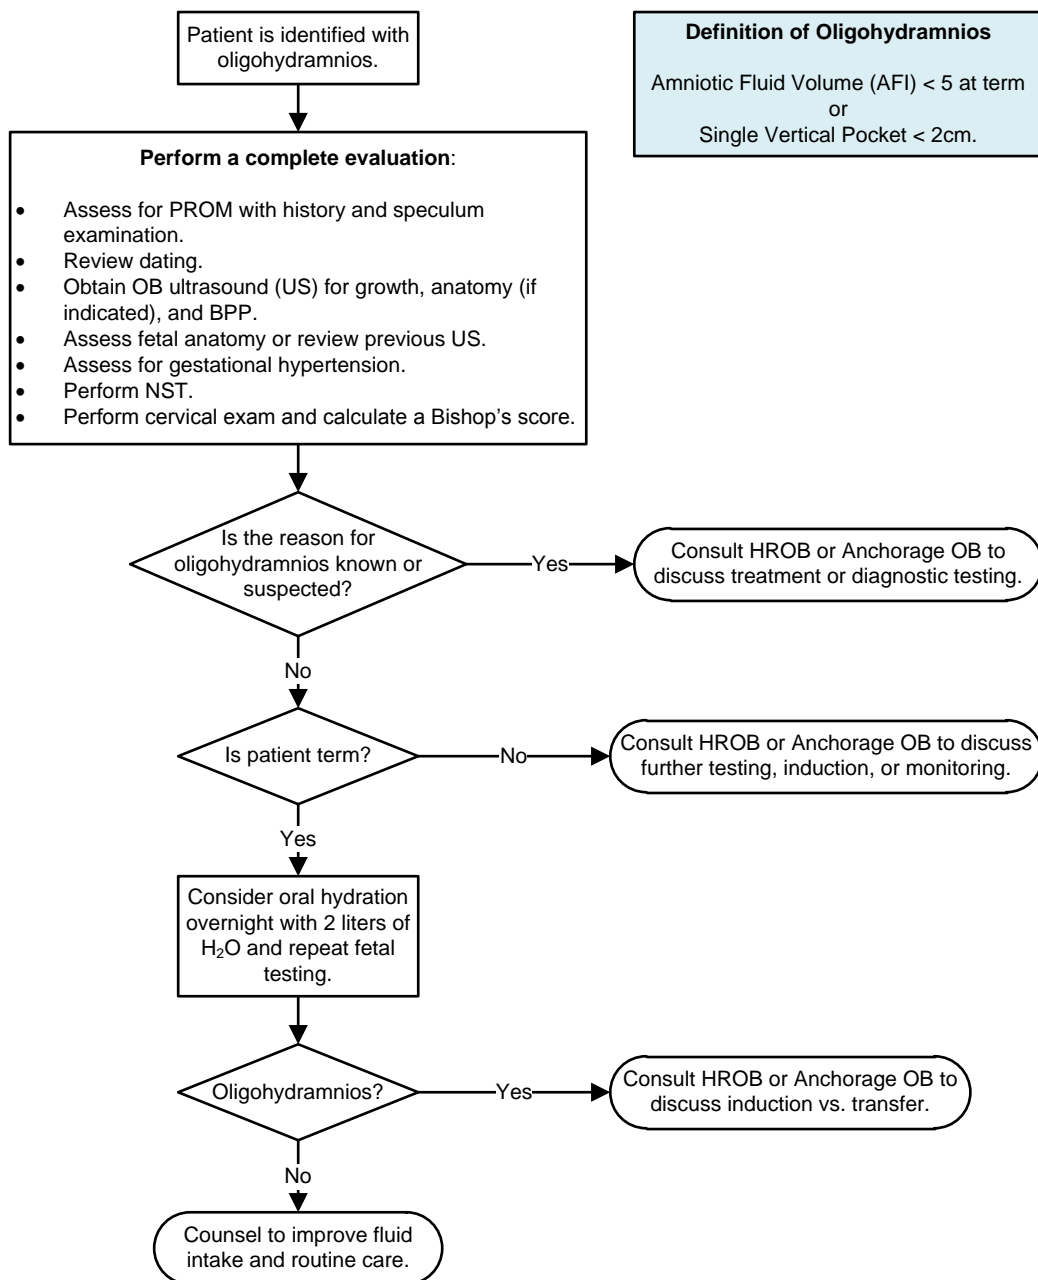 Patient is identified with
oligohydramnios.
Definition of Oligohydramnios
Amniotic Fluid Volume (AFI) < 5 at term
or
Single Vertical Pocket < 2cm.
Perform a complete evaluation:
• Assess for PROM with history and speculum
examination.
• Review dating.
• Obtain OB ultrasound (US) for growth, anatomy (if
indicated), and BPP.
• Assess fetal anatomy or review previous US.
• Assess for gestational hypertension.
• Perform NST.
• Perform cervical exam and calculate a Bishop's score.
Is the reason for
oligohydramnios known or
suspected?
Yes
Consult HROB or Anchorage OB to
discuss treatment or diagnostic testing.
No
Is patient term?
No
Consult HROB or Anchorage OB to discuss
further testing, induction, or monitoring.
Yes
Consider oral hydration
overnight with 2 liters of
H₂O and repeat fetal
testing.
Oligohydramnios?
Yes
Consult HROB or Anchorage OB to
discuss induction vs. transfer.
No
Counsel to improve fluid
intake and routine care.